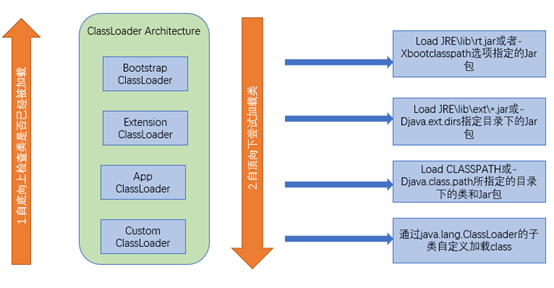 1.自底向上检查类是否已经被加载
ClassLoader Architecture
Bootstrap
ClassLoader
Extension
ClassLoader
App
ClassLoader
Custom
ClassLoader
2.自顶向下尝试加载类
Load JRE\lib\rt.jar或者-
Xbootclasspath选项指定的Jar
包
Load JRE\lib\ext\*.jar或-
Djava.ext.dirs指定目录下的Jar
包
Load CLASSPATH或-
Djava.class.path所指定的目录
下的类和Jar包
通过java.lang.ClassLoader的子
类自定义加载class